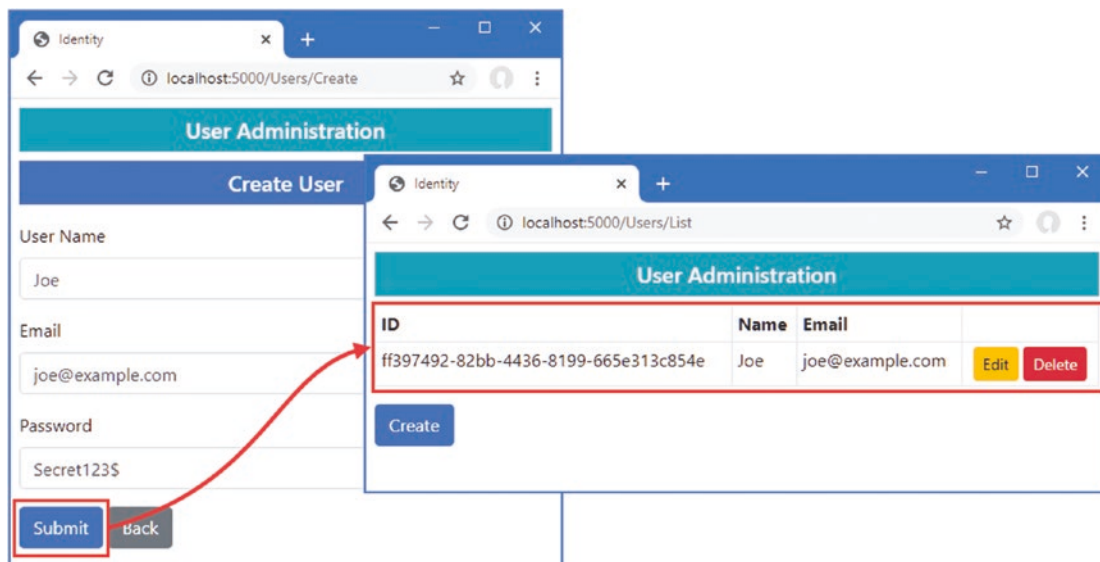 Identity
localhost:5000/Users/Create
User Administration
Create User
User Name
Joe
Email
joe@example.com
Password
Secret123$
Submit Back
Identity
localhost:5000/Users/List
User Administration
ID Name Email
ff397492-82bb-4436-8199-665e313c854e Joe joe@example.com Edit Delete
Create